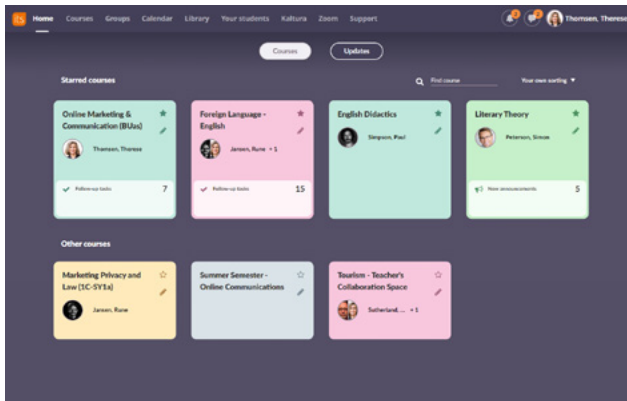 its
Home Courses Groups Calendar Library Your students Kaltura Zoom Support
2 2 Thomsen, Therese
Courses Updates
Starred courses
Find course
Your own sorting
Online Marketing &
Communication (BUas)
Thomsen, Therese
Follow-up tasks 7
Foreign Language -
English
Jansen, Rune + 1
Follow-up tasks 15
English Didactics
Simpson, Paul
Literary Theory
Peterson, Simon
New announcements 5
Other courses
Marketing Privacy and
Law (1C-SY1a)
Jansen, Rune
Summer Semester -
Online Communications
Tourism - Teacher's
Collaboration Space
Sutherland, ... + 1